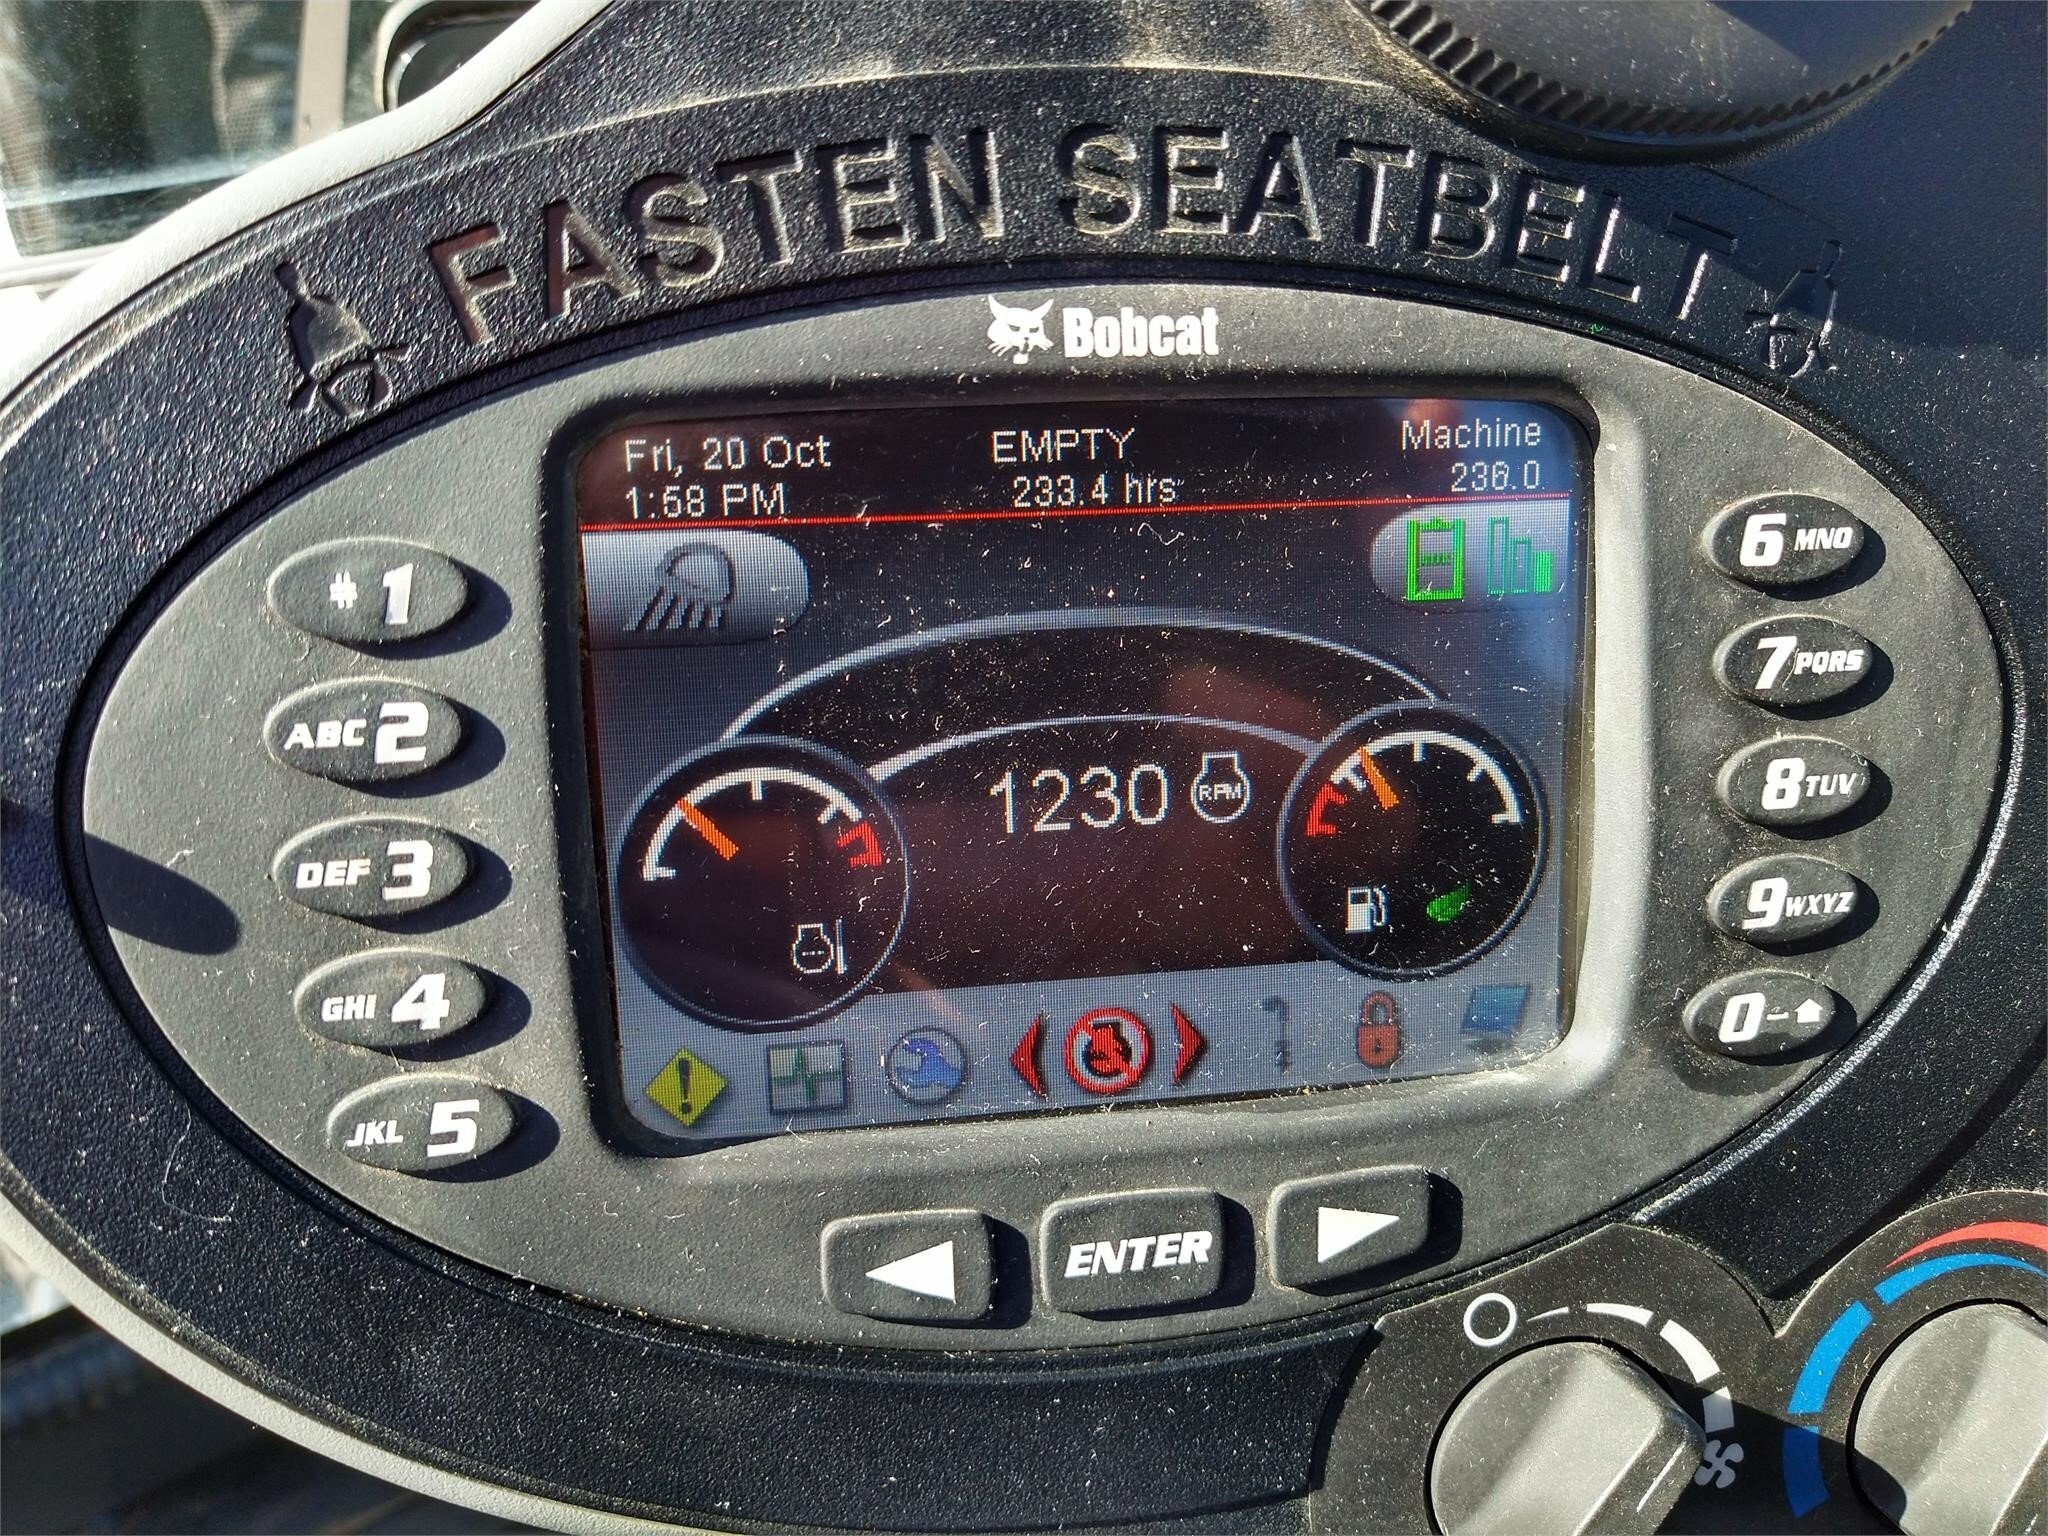 FASTEN SEATBELT
Bobcat
Fri, 20 Oct
1:58 PM
EMPTY
233.4 hrs
Machine
236.0
1230 RPM
# 1
ABC 2
DEF 3
GHI 4
JKL 5
6 MNO
7 PQRS
8 TUV
9 WXYZ
0
ENTER